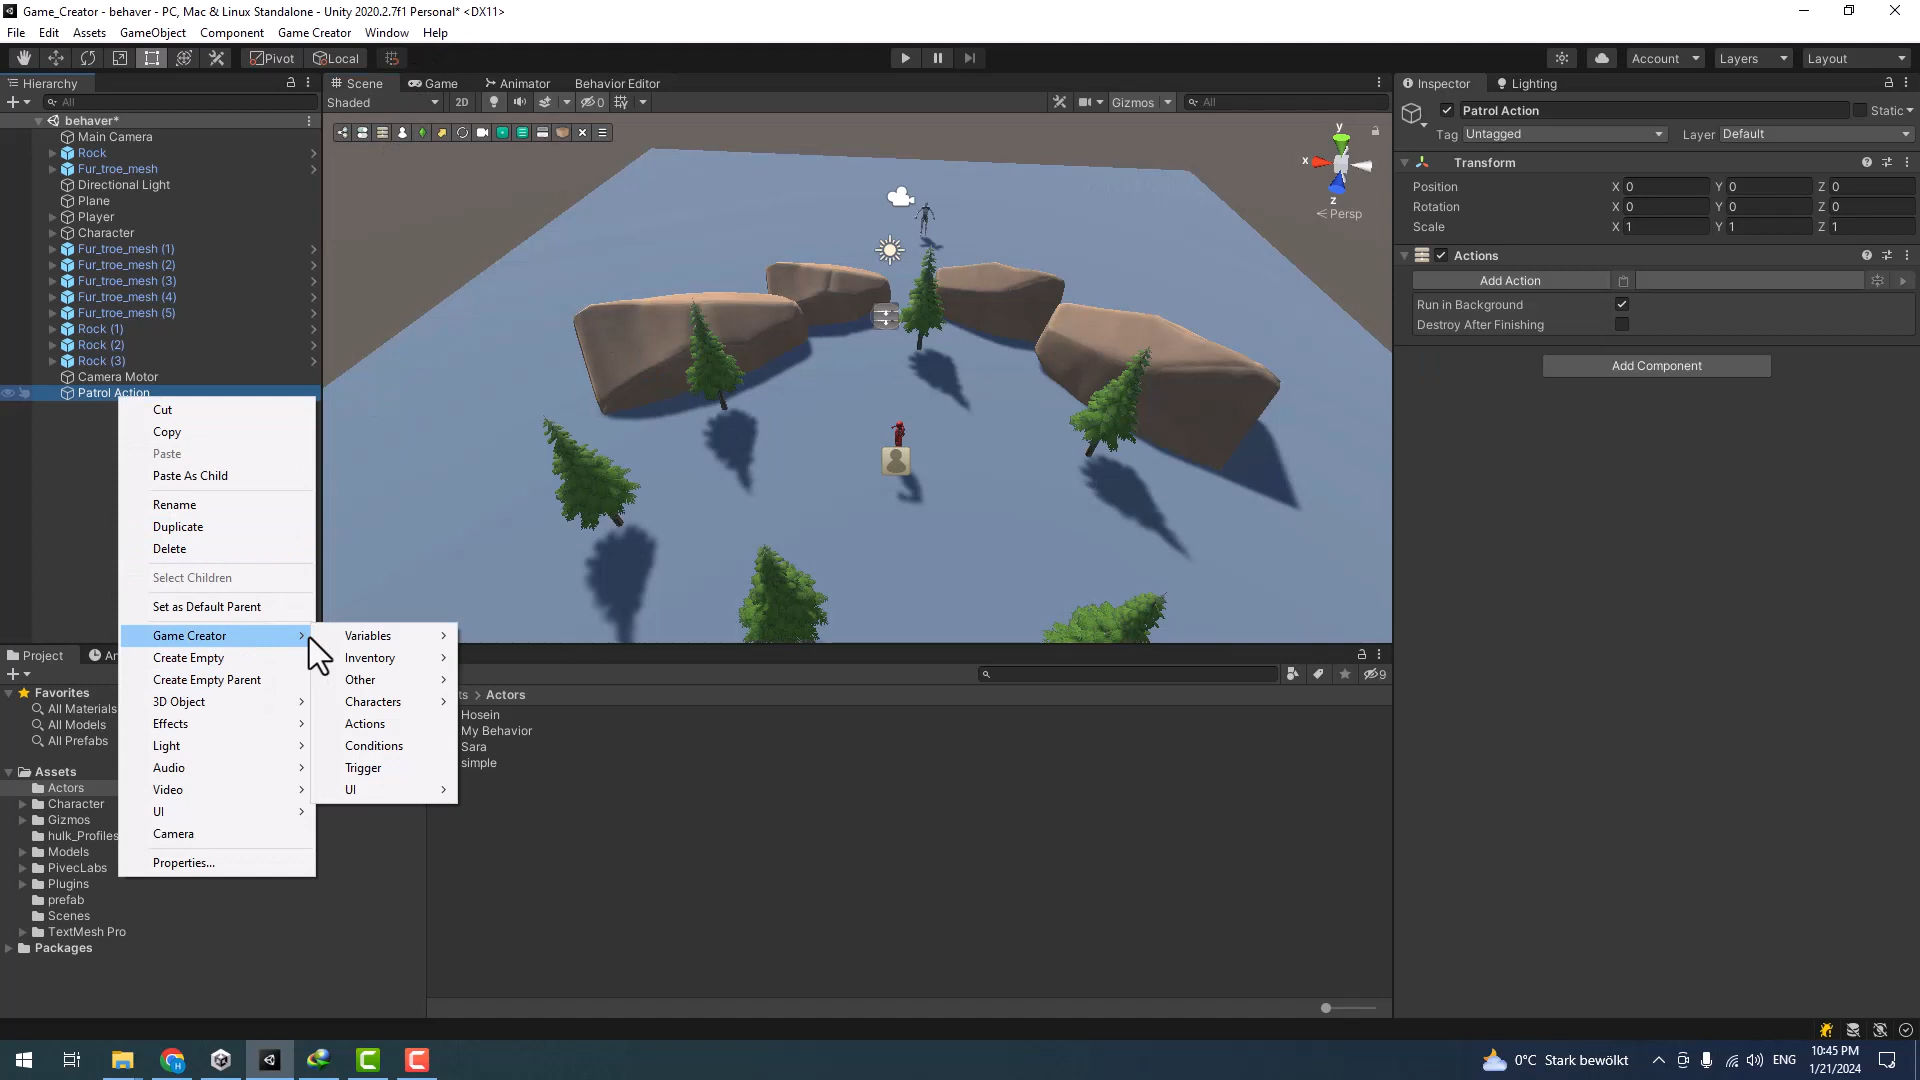 Game_Creator - behaver - PC, Mac & Linux Standalone - Unity 2020.2.7f1 Personal* <DX11>
File Edit Assets GameObject Component Game Creator Window Help
Pivot Local Account Layers Layout
Hierarchy
All
behaver*
Main Camera
Rock
Fur_troe_mesh
Directional Light
Plane
Player
Character
Fur_troe_mesh (1)
Fur_troe_mesh (2)
Fur_troe_mesh (3)
Fur_troe_mesh (4)
Fur_troe_mesh (5)
Rock (1)
Rock (2)
Rock (3)
Camera Motor
Patrol Action
Cut
Copy
Paste
Paste As Child
Rename
Duplicate
Delete
Select Children
Set as Default Parent
Game Creator
Create Empty
Create Empty Parent
3D Object
Effects
Light
Audio
Video
UI
Camera
Properties...
Variables
Inventory
Other
Characters
Actions
Conditions
Trigger
UI
Scene Game Animator Behavior Editor
Shaded 2D 0 Gizmos All
y
x
z
Persp
Inspector Lighting
Patrol Action Static
Tag Untagged Layer Default
Transform
Position X 0 Y 0 Z 0
Rotation X 0 Y 0 Z 0
Scale X 1 Y 1 Z 1
Actions
Add Action
Run in Background
Destroy After Finishing
Add Component
Project An
9
Favorites
All Materials
All Models
All Prefabs
Assets
Actors
Character
Gizmos
hulk_Profiles
Models
PivecLabs
Plugins
prefab
Scenes
TextMesh Pro
Packages
ts > Actors
Hosein
My Behavior
Sara
simple
0°C Stark bewölkt ENG
10:45 PM
1/21/2024